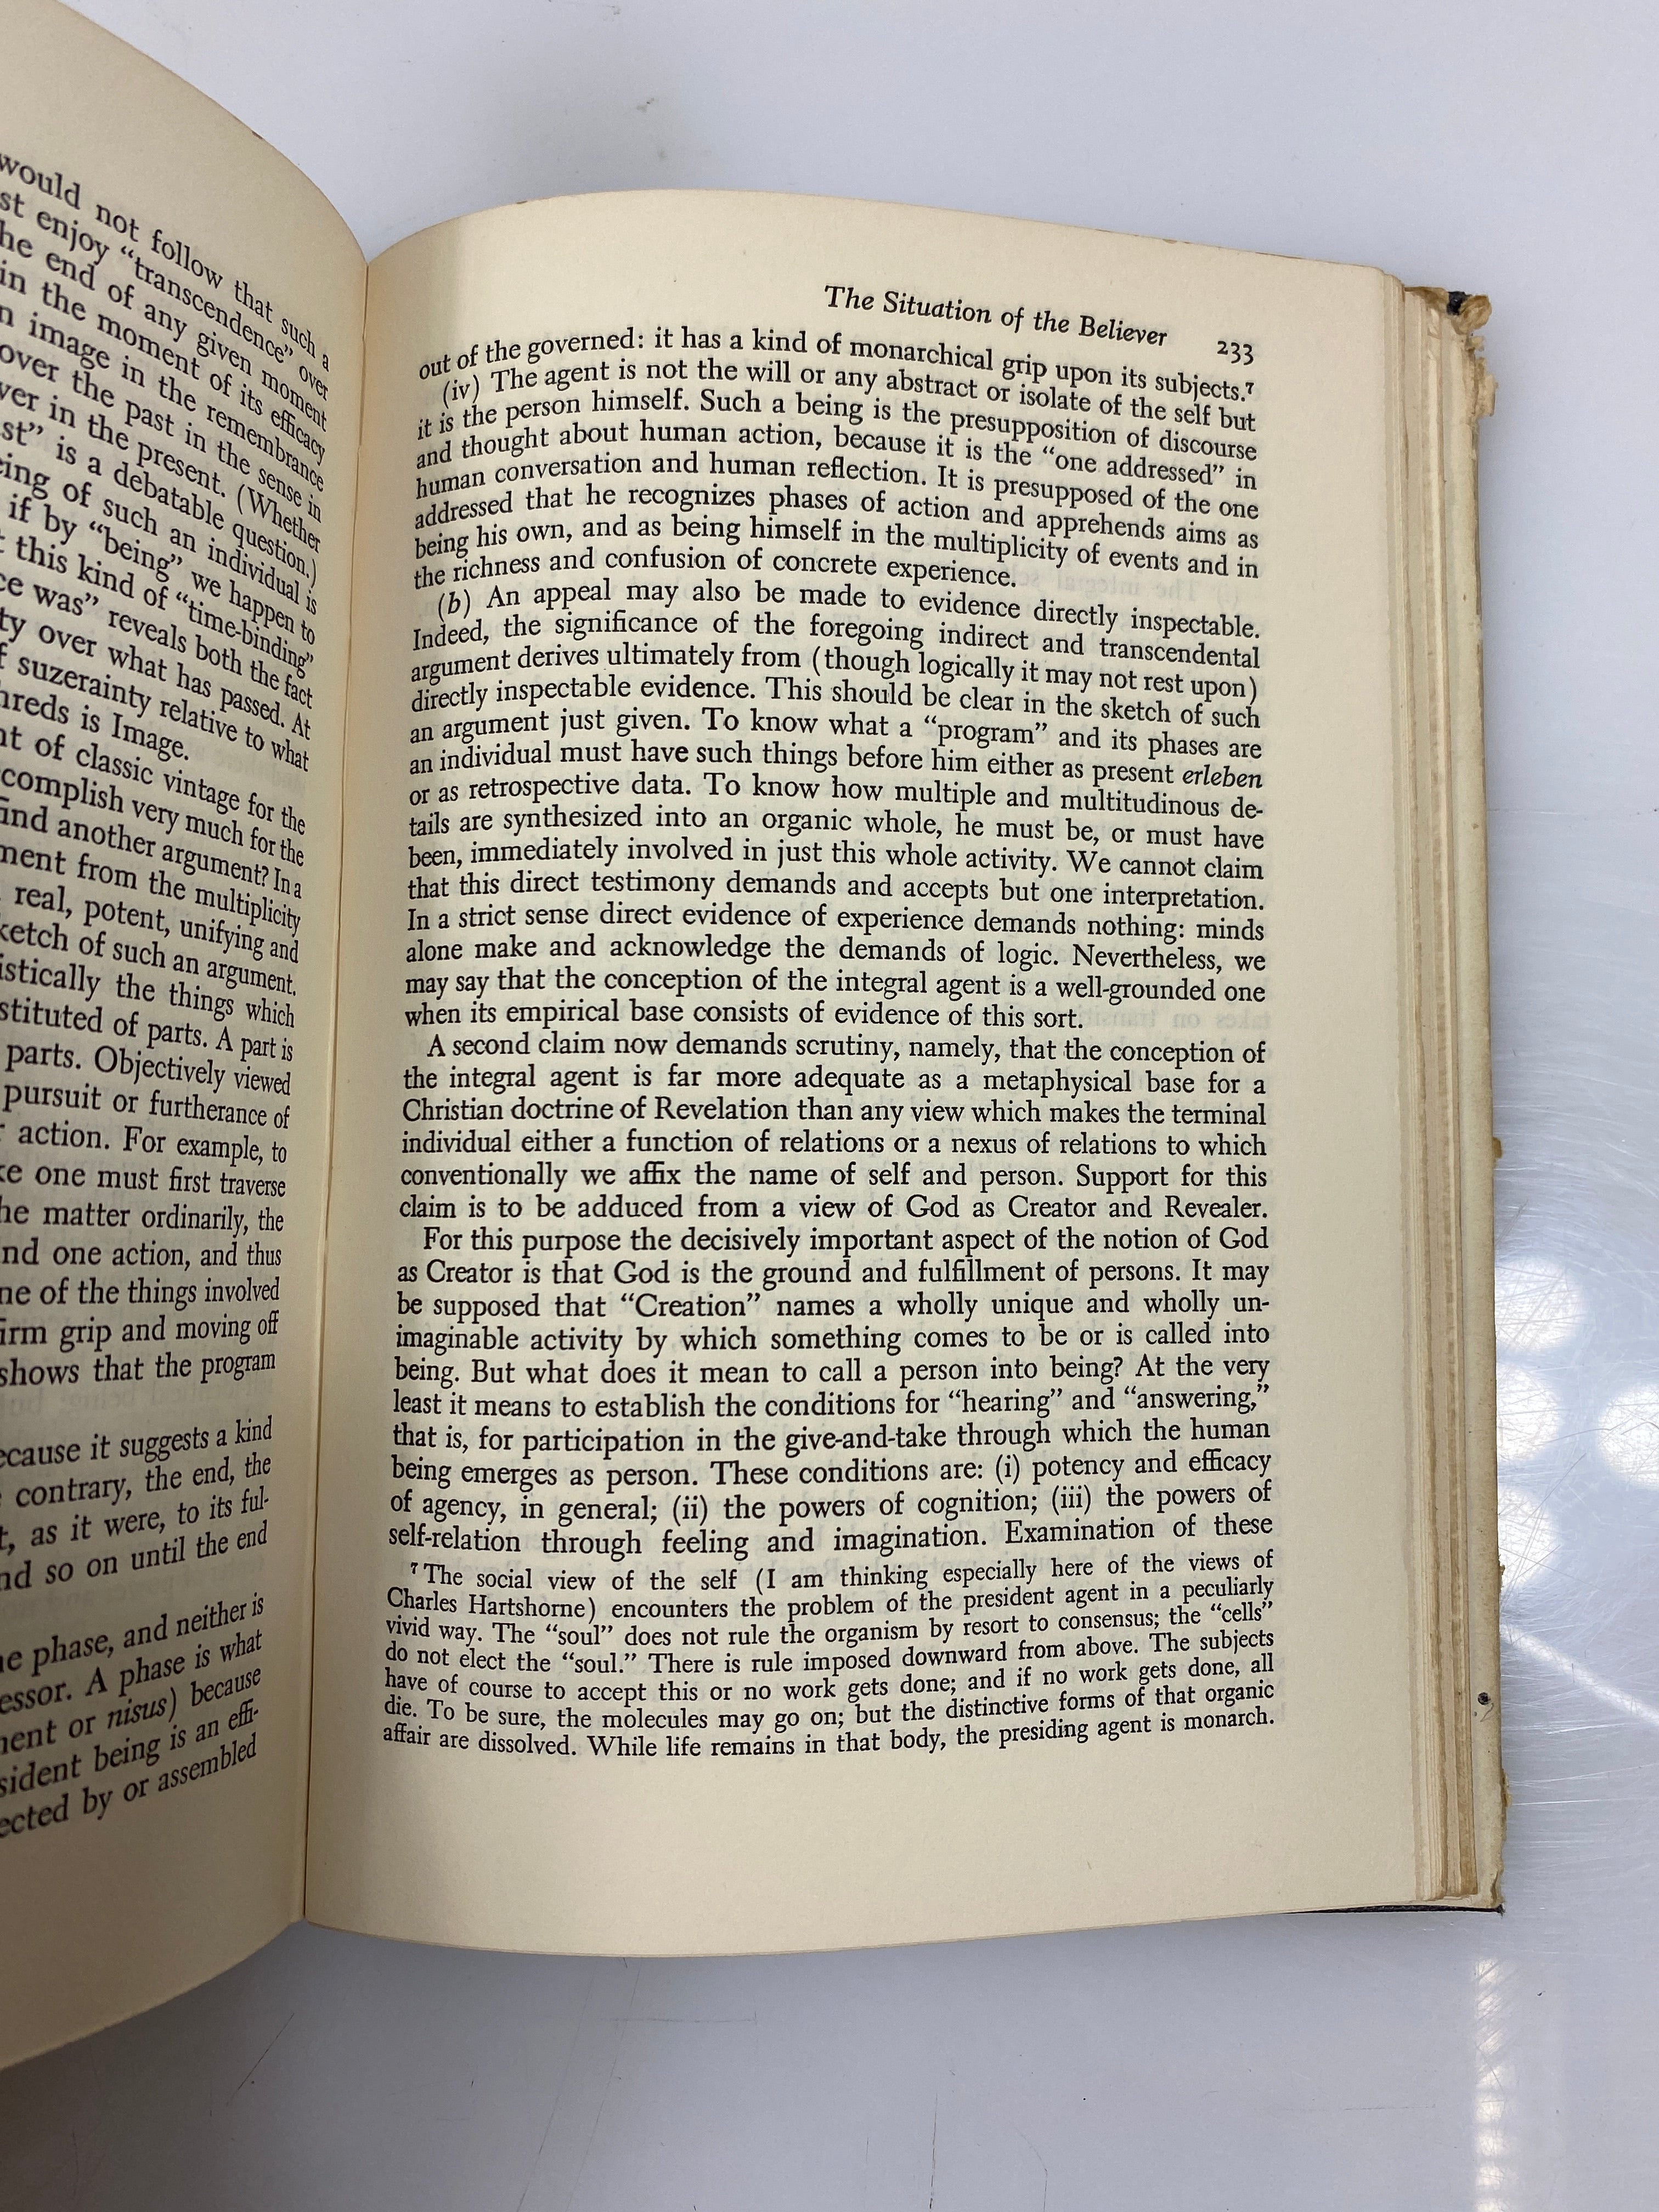 would not follow that such a
st enjoy “transcendence” over
he end of any given moment
in the moment of its efficacy
n image in the remembrance
over the past in the sense in
ver in the present. (Whether
st” is a debatable question.)
eing of such an individual is
if by “being” we happen to
t this kind of “time-binding”
ce was” reveals both the fact
ty over what has passed. At
f suzerainty relative to what
hreds is Image.
nt of classic vintage for the
complish very much for the
find another argument? In a
ment from the multiplicity
real, potent, unifying and
ketch of such an argument.
istically the things which
stituted of parts. A part is
parts. Objectively viewed
pursuit or furtherance of
r action. For example, to
ke one must first traverse
he matter ordinarily, the
nd one action, and thus
ne of the things involved
irm grip and moving off
shows that the program
ecause it suggests a kind
contrary, the end, the
t, as it were, to its ful-
nd so on until the end
ne phase, and neither is
essor. A phase is what
ment or nisus) because
sident being is an effi-
ected by or assembled
The Situation of the Believer 233
out of the governed: it has a kind of monarchical grip upon its subjects.⁷
(iv) The agent is not the will or any abstract or isolate of the self but
it is the person himself. Such a being is the presupposition of discourse
and thought about human action, because it is the “one addressed” in
human conversation and human reflection. It is presupposed of the one
addressed that he recognizes phases of action and apprehends aims as
being his own, and as being himself in the multiplicity of events and in
the richness and confusion of concrete experience.
(b) An appeal may also be made to evidence directly inspectable.
Indeed, the significance of the foregoing indirect and transcendental
argument derives ultimately from (though logically it may not rest upon)
directly inspectable evidence. This should be clear in the sketch of such
an argument just given. To know what a “program” and its phases are
an individual must have such things before him either as present erleben
or as retrospective data. To know how multiple and multitudinous de-
tails are synthesized into an organic whole, he must be, or must have
been, immediately involved in just this whole activity. We cannot claim
that this direct testimony demands and accepts but one interpretation.
In a strict sense direct evidence of experience demands nothing: minds
alone make and acknowledge the demands of logic. Nevertheless, we
may say that the conception of the integral agent is a well-grounded one
when its empirical base consists of evidence of this sort.
A second claim now demands scrutiny, namely, that the conception of
the integral agent is far more adequate as a metaphysical base for a
Christian doctrine of Revelation than any view which makes the terminal
individual either a function of relations or a nexus of relations to which
conventionally we affix the name of self and person. Support for this
claim is to be adduced from a view of God as Creator and Revealer.
For this purpose the decisively important aspect of the notion of God
as Creator is that God is the ground and fulfillment of persons. It may
be supposed that “Creation” names a wholly unique and wholly un-
imaginable activity by which something comes to be or is called into
being. But what does it mean to call a person into being? At the very
least it means to establish the conditions for “hearing” and “answering,”
that is, for participation in the give-and-take through which the human
being emerges as person. These conditions are: (i) potency and efficacy
of agency, in general; (ii) the powers of cognition; (iii) the powers of
self-relation through feeling and imagination. Examination of these
⁷ The social view of the self (I am thinking especially here of the views of
Charles Hartshorne) encounters the problem of the president agent in a peculiarly
vivid way. The “soul” does not rule the organism by resort to consensus; the “cells”
do not elect the “soul.” There is rule imposed downward from above. The subjects
have of course to accept this or no work gets done; and if no work gets done, all
die. To be sure, the molecules may go on; but the distinctive forms of that organic
affair are dissolved. While life remains in that body, the presiding agent is monarch.